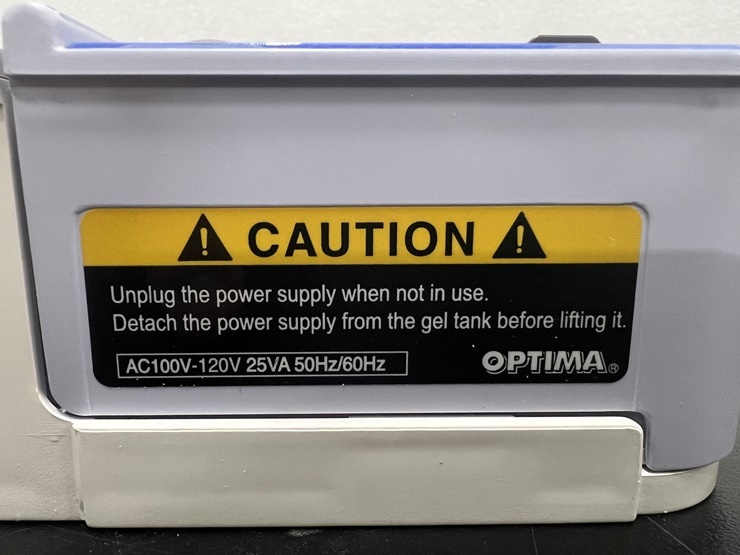 CAUTION
Unplug the power supply when not in use.
Detach the power supply from the gel tank before lifting it.
AC100V-120V 25VA 50Hz/60Hz
OPTIMA®